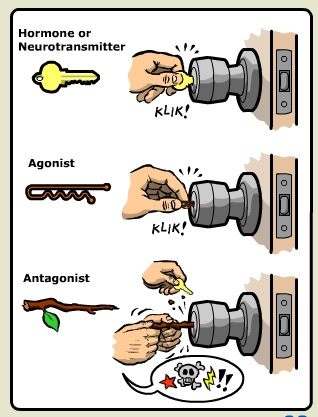 Hormone or
Neurotransmitter
KLIK!
Agonist
KLIK!
Antagonist
!!